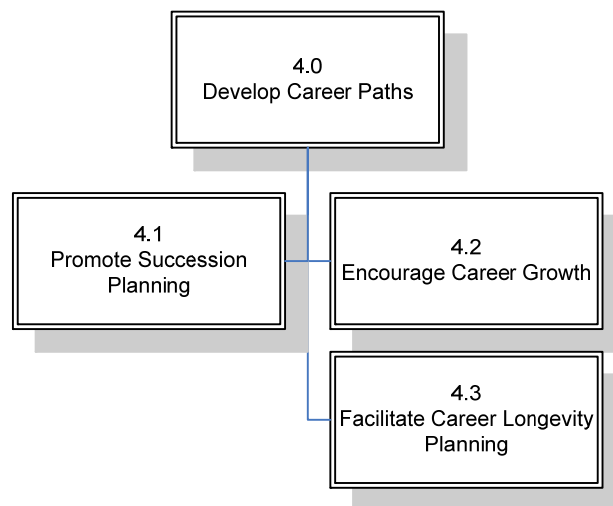 4.0
Develop Career Paths
4.1
Promote Succession
Planning
4.2
Encourage Career Growth
4.3
Facilitate Career Longevity
Planning